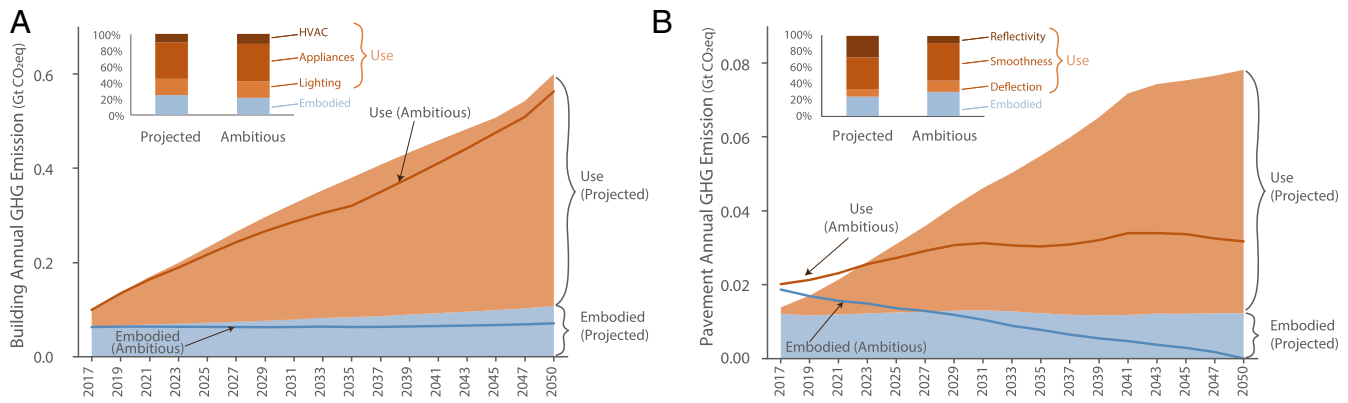 A
Building Annual GHG Emission (Gt CO₂eq)
0.6
0.4
0.2
0.0
100%
80%
60%
40%
20%
0%
Projected
Ambitious
HVAC
Appliances
Lighting
Embodied
Use
Use (Ambitious)
Embodied
(Ambitious)
Use
(Projected)
Embodied
(Projected)
2017
2019
2021
2023
2025
2027
2029
2031
2033
2035
2037
2039
2041
2043
2045
2047
2050
B
Pavement Annual GHG Emission (Gt CO₂eq)
0.08
0.06
0.04
0.02
0.00
100%
80%
60%
40%
20%
0%
Projected
Ambitious
Reflectivity
Smoothness
Deflection
Embodied
Use
Use
(Ambitious)
Embodied (Ambitious)
Use
(Projected)
Embodied
(Projected)
2017
2019
2021
2023
2025
2027
2029
2031
2033
2035
2037
2039
2041
2043
2045
2047
2050